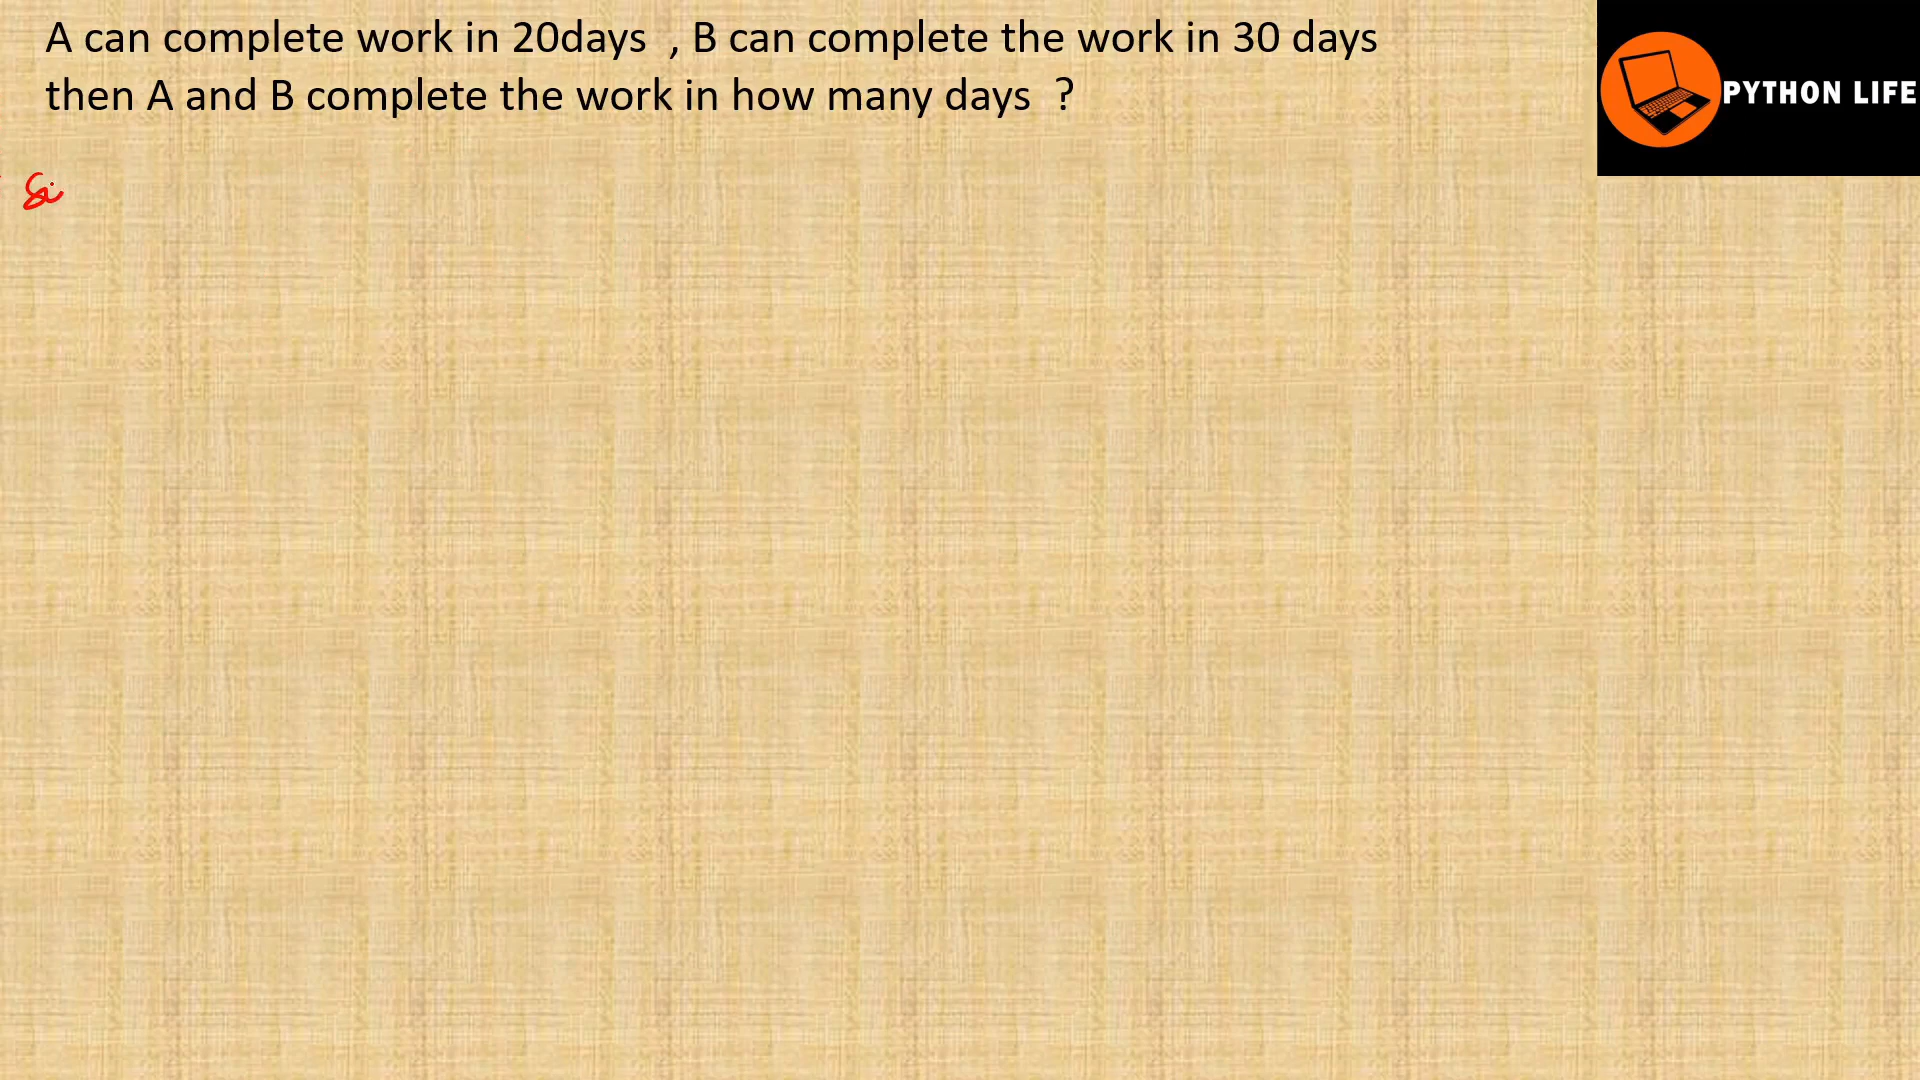 A can complete work in 20days , B can complete the work in 30 days
then A and B complete the work in how many days ?
PYTHON LIFE